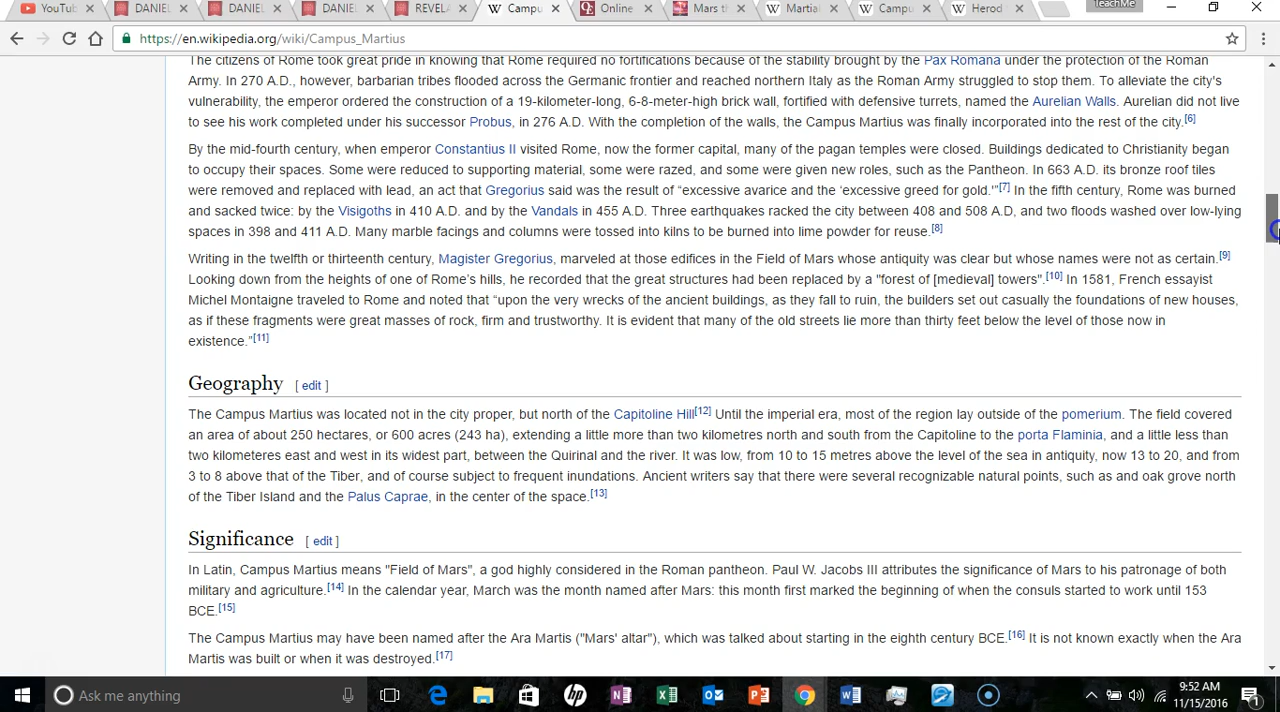 YouTub
DANIEL
DANIEL
DANIEL
REVELA
W Campu
OE Online
Mars th
W Martial
W Campu
W Herod
TeachMe
https://en.wikipedia.org/wiki/Campus_Martius
The citizens of Rome took great pride in knowing that Rome required no fortifications because of the stability brought by the Pax Romana under the protection of the Roman
Army. In 270 A.D., however, barbarian tribes flooded across the Germanic frontier and reached northern Italy as the Roman Army struggled to stop them. To alleviate the city's
vulnerability, the emperor ordered the construction of a 19-kilometer-long, 6-8-meter-high brick wall, fortified with defensive turrets, named the Aurelian Walls. Aurelian did not live
to see his work completed under his successor Probus, in 276 A.D. With the completion of the walls, the Campus Martius was finally incorporated into the rest of the city.[6]
By the mid-fourth century, when emperor Constantius II visited Rome, now the former capital, many of the pagan temples were closed. Buildings dedicated to Christianity began
to occupy their spaces. Some were reduced to supporting material, some were razed, and some were given new roles, such as the Pantheon. In 663 A.D. its bronze roof tiles
were removed and replaced with lead, an act that Gregorius said was the result of “excessive avarice and the ‘excessive greed for gold.'”[7] In the fifth century, Rome was burned
and sacked twice: by the Visigoths in 410 A.D. and by the Vandals in 455 A.D. Three earthquakes racked the city between 408 and 508 A.D, and two floods washed over low-lying
spaces in 398 and 411 A.D. Many marble facings and columns were tossed into kilns to be burned into lime powder for reuse.[8]
Writing in the twelfth or thirteenth century, Magister Gregorius, marveled at those edifices in the Field of Mars whose antiquity was clear but whose names were not as certain.[9]
Looking down from the heights of one of Rome’s hills, he recorded that the great structures had been replaced by a "forest of [medieval] towers".[10] In 1581, French essayist
Michel Montaigne traveled to Rome and noted that “upon the very wrecks of the ancient buildings, as they fall to ruin, the builders set out casually the foundations of new houses,
as if these fragments were great masses of rock, firm and trustworthy. It is evident that many of the old streets lie more than thirty feet below the level of those now in
existence.”[11]
Geography [ edit ]
The Campus Martius was located not in the city proper, but north of the Capitoline Hill[12] Until the imperial era, most of the region lay outside of the pomerium. The field covered
an area of about 250 hectares, or 600 acres (243 ha), extending a little more than two kilometres north and south from the Capitoline to the porta Flaminia, and a little less than
two kilometeres east and west in its widest part, between the Quirinal and the river. It was low, from 10 to 15 metres above the level of the sea in antiquity, now 13 to 20, and from
3 to 8 above that of the Tiber, and of course subject to frequent inundations. Ancient writers say that there were several recognizable natural points, such as and oak grove north
of the Tiber Island and the Palus Caprae, in the center of the space.[13]
Significance [ edit ]
In Latin, Campus Martius means "Field of Mars", a god highly considered in the Roman pantheon. Paul W. Jacobs III attributes the significance of Mars to his patronage of both
military and agriculture.[14] In the calendar year, March was the month named after Mars: this month first marked the beginning of when the consuls started to work until 153
BCE.[15]
The Campus Martius may have been named after the Ara Martis ("Mars' altar"), which was talked about starting in the eighth century BCE.[16] It is not known exactly when the Ara
Martis was built or when it was destroyed.[17]
Ask me anything
9:52 AM
11/15/2016
1